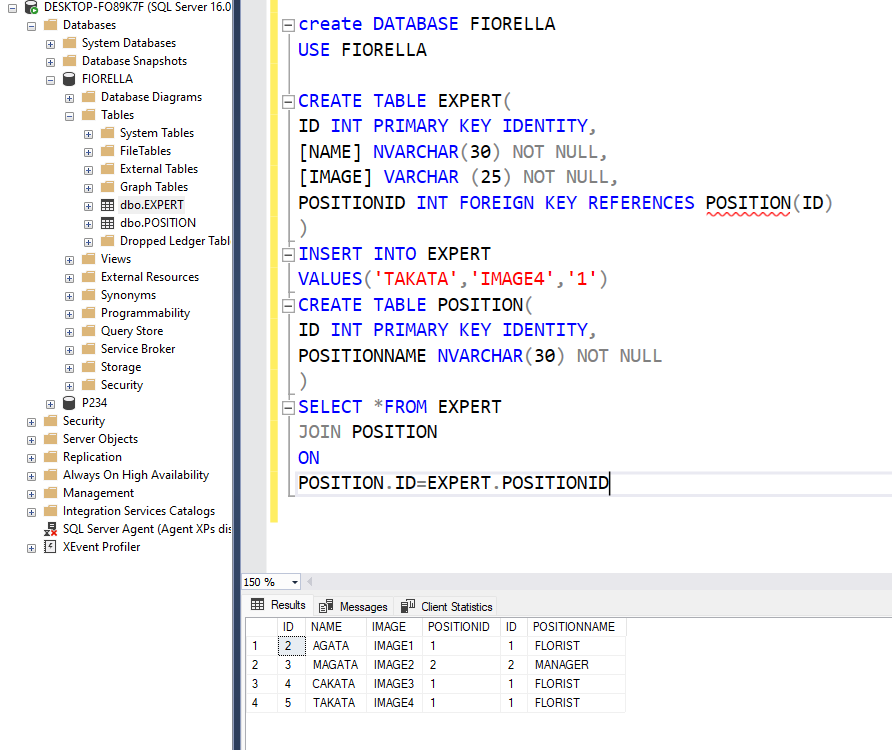 DESKTOP-FO89K7F (SQL Server 16.0
Databases
System Databases
Database Snapshots
FIORELLA
Database Diagrams
Tables
System Tables
FileTables
External Tables
Graph Tables
dbo.EXPERT
dbo.POSITION
Dropped Ledger Tabl
Views
External Resources
Synonyms
Programmability
Query Store
Service Broker
Storage
Security
P234
Security
Server Objects
Replication
Always On High Availability
Management
Integration Services Catalogs
SQL Server Agent (Agent XPs dis
XEvent Profiler
create DATABASE FIORELLA
USE FIORELLA
CREATE TABLE EXPERT(
ID INT PRIMARY KEY IDENTITY,
[NAME] NVARCHAR(30) NOT NULL,
[IMAGE] VARCHAR (25) NOT NULL,
POSITIONID INT FOREIGN KEY REFERENCES POSITION(ID)
)
INSERT INTO EXPERT
VALUES('TAKATA','IMAGE4','1')
CREATE TABLE POSITION(
ID INT PRIMARY KEY IDENTITY,
POSITIONNAME NVARCHAR(30) NOT NULL
)
SELECT *FROM EXPERT
JOIN POSITION
ON
POSITION.ID=EXPERT.POSITIONID
150 %
Results Messages Client Statistics
ID NAME IMAGE POSITIONID ID POSITIONNAME
1 2 AGATA IMAGE1 1 1 FLORIST
2 3 MAGATA IMAGE2 2 2 MANAGER
3 4 CAKATA IMAGE3 1 1 FLORIST
4 5 TAKATA IMAGE4 1 1 FLORIST